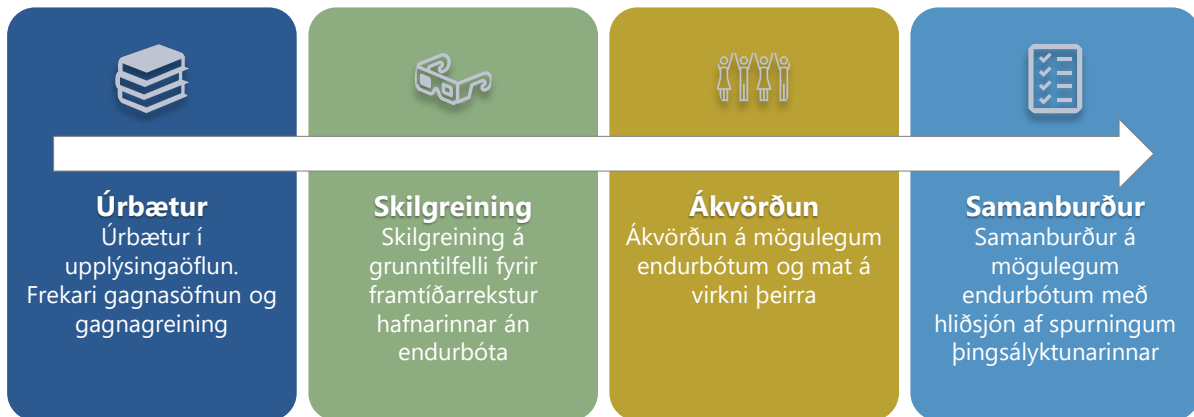 Úrbætur
Úrbætur í
upplýsingaöflun.
Frekari gagnasöfnun og
gagnagreining
Skilgreining
Skilgreining á
grunntilfelli fyrir
framtíðarrekstur
hafnarinnar án
endurbóta
Ákvörðun
Ákvörðun á mögulegum
endurbótum og mat á
virkni þeirra
Samanburður
Samanburður á
mögulegum
endurbótum með
hliðsjón af spurningum
þingsályktunarinnar